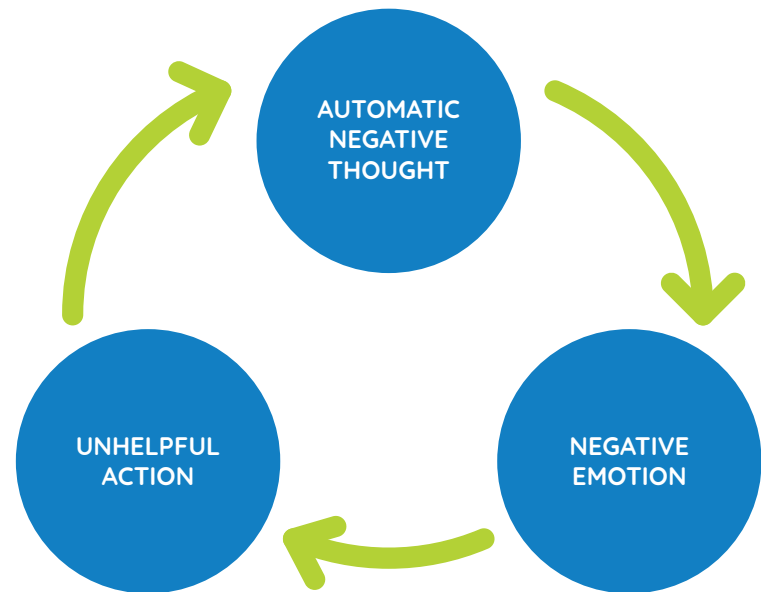 AUTOMATIC
NEGATIVE
THOUGHT
NEGATIVE
EMOTION
UNHELPFUL
ACTION